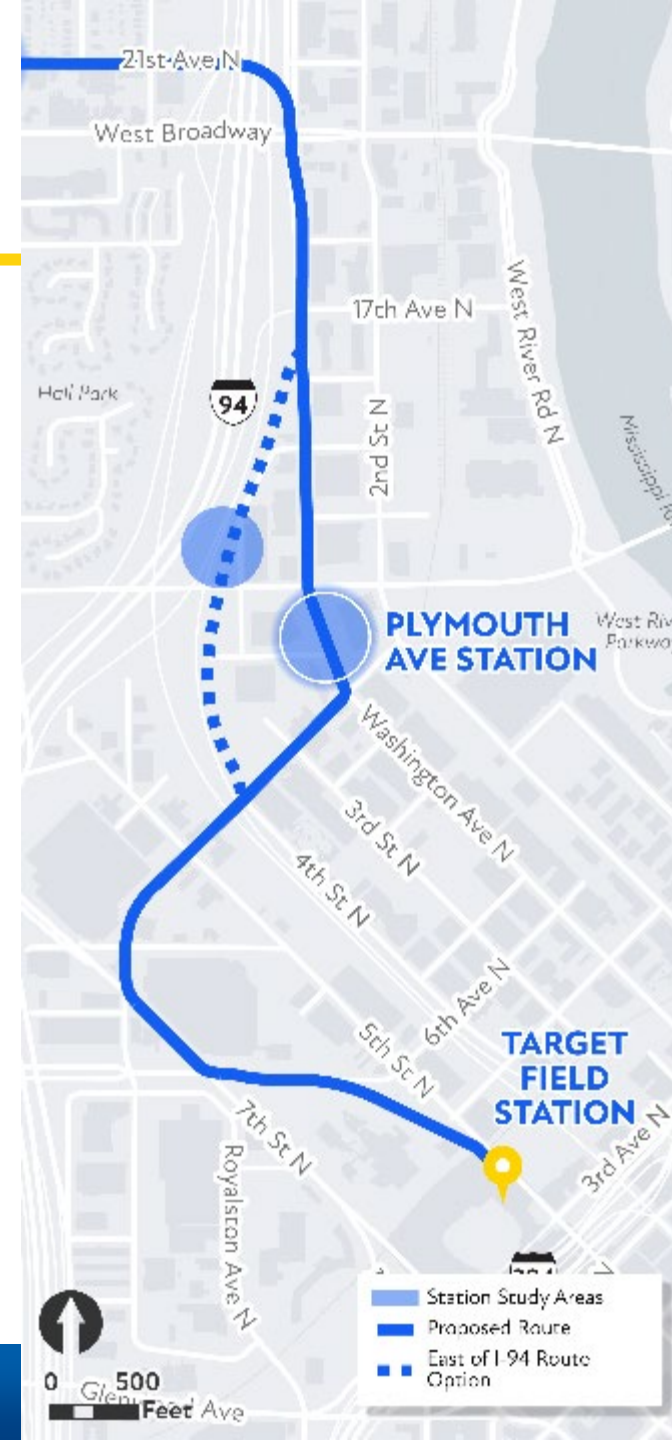 21st Ave N
West Broadway
17th Ave N
West River Rd N
Hall Park
94
2nd St N
Mississippi
PLYMOUTH
AVE STATION
West
Washington Ave N
3rd St N
4th St N
6th Ave N
5th St N
TARGET
FIELD
STATION
3rd Ave N
7th St N
Royalston Ave N
Station Study Areas
Proposed Route
East of I-94 Route
Option
0 500
Feet
Ave